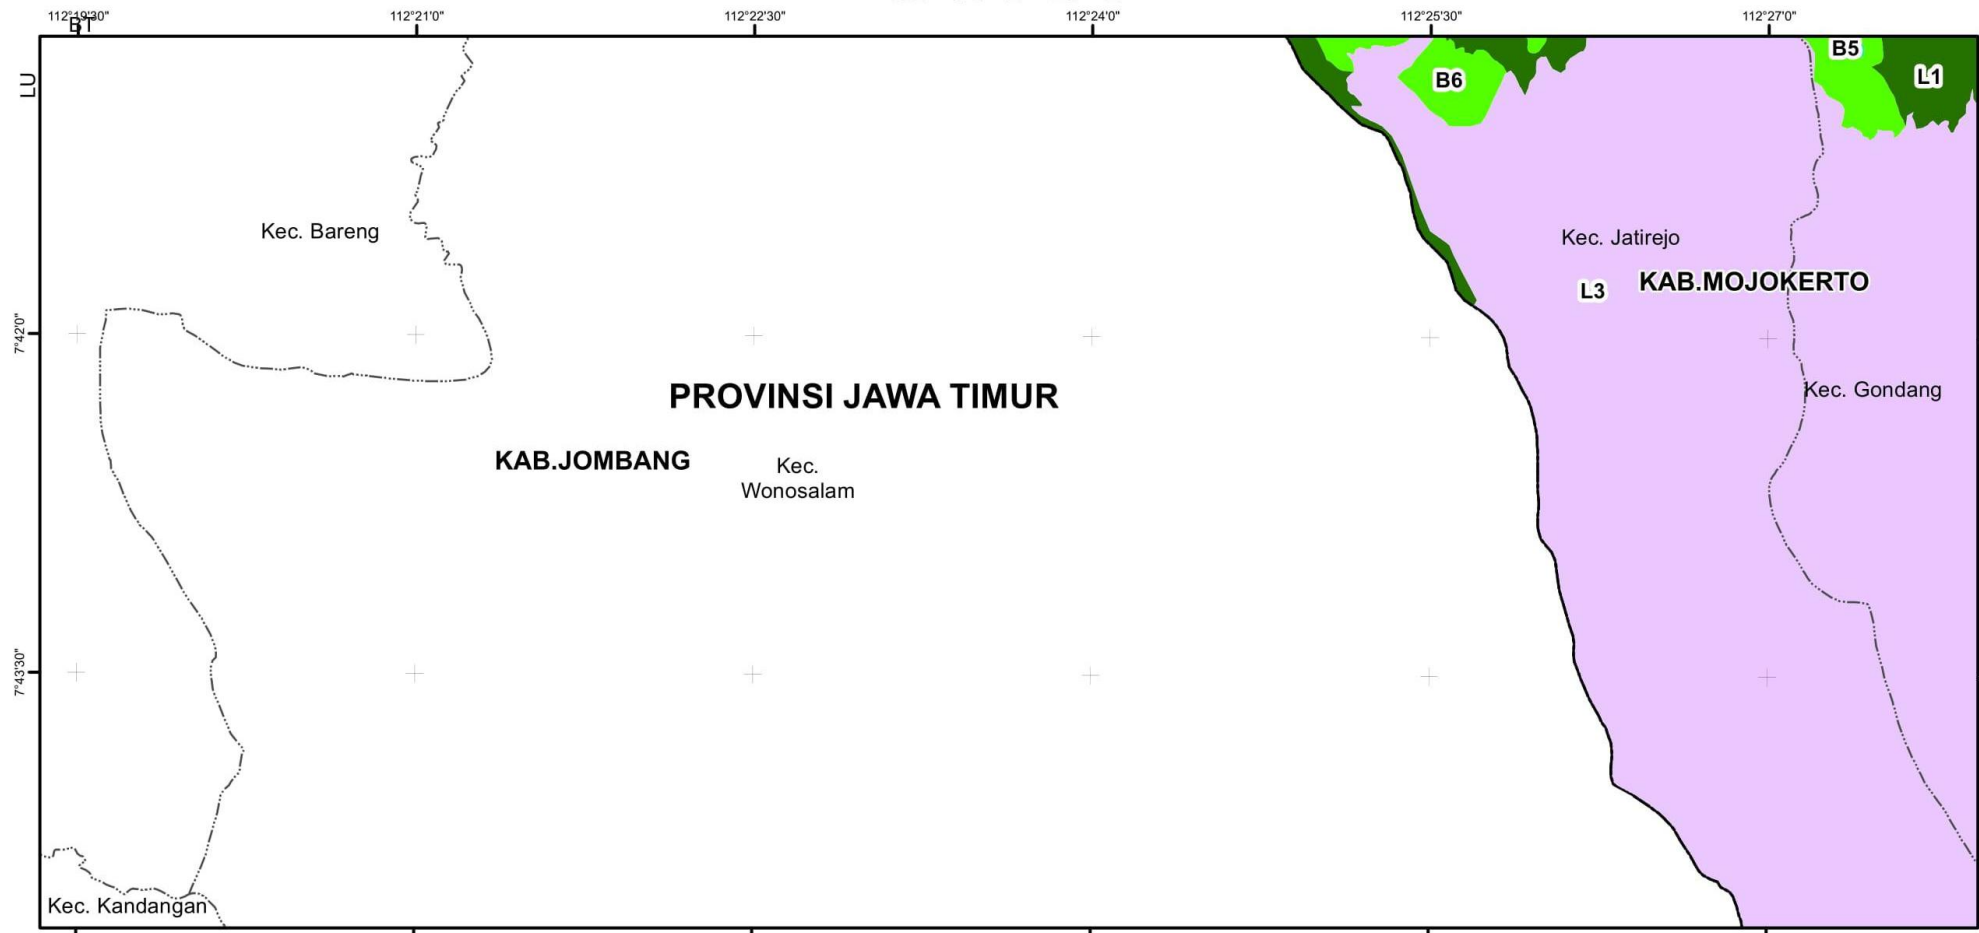 112°19'30"
112°21'0"
112°22'30"
112°24'0"
112°25'30"
112°27'0"
BT
LU
B5
B6
L1
Kec. Bareng
Kec. Jatirejo
L3
KAB.MOJOKERTO
7°42'0"
PROVINSI JAWA TIMUR
Kec. Gondang
KAB.JOMBANG
Kec.
Wonosalam
7°43'30"
Kec. Kandangan